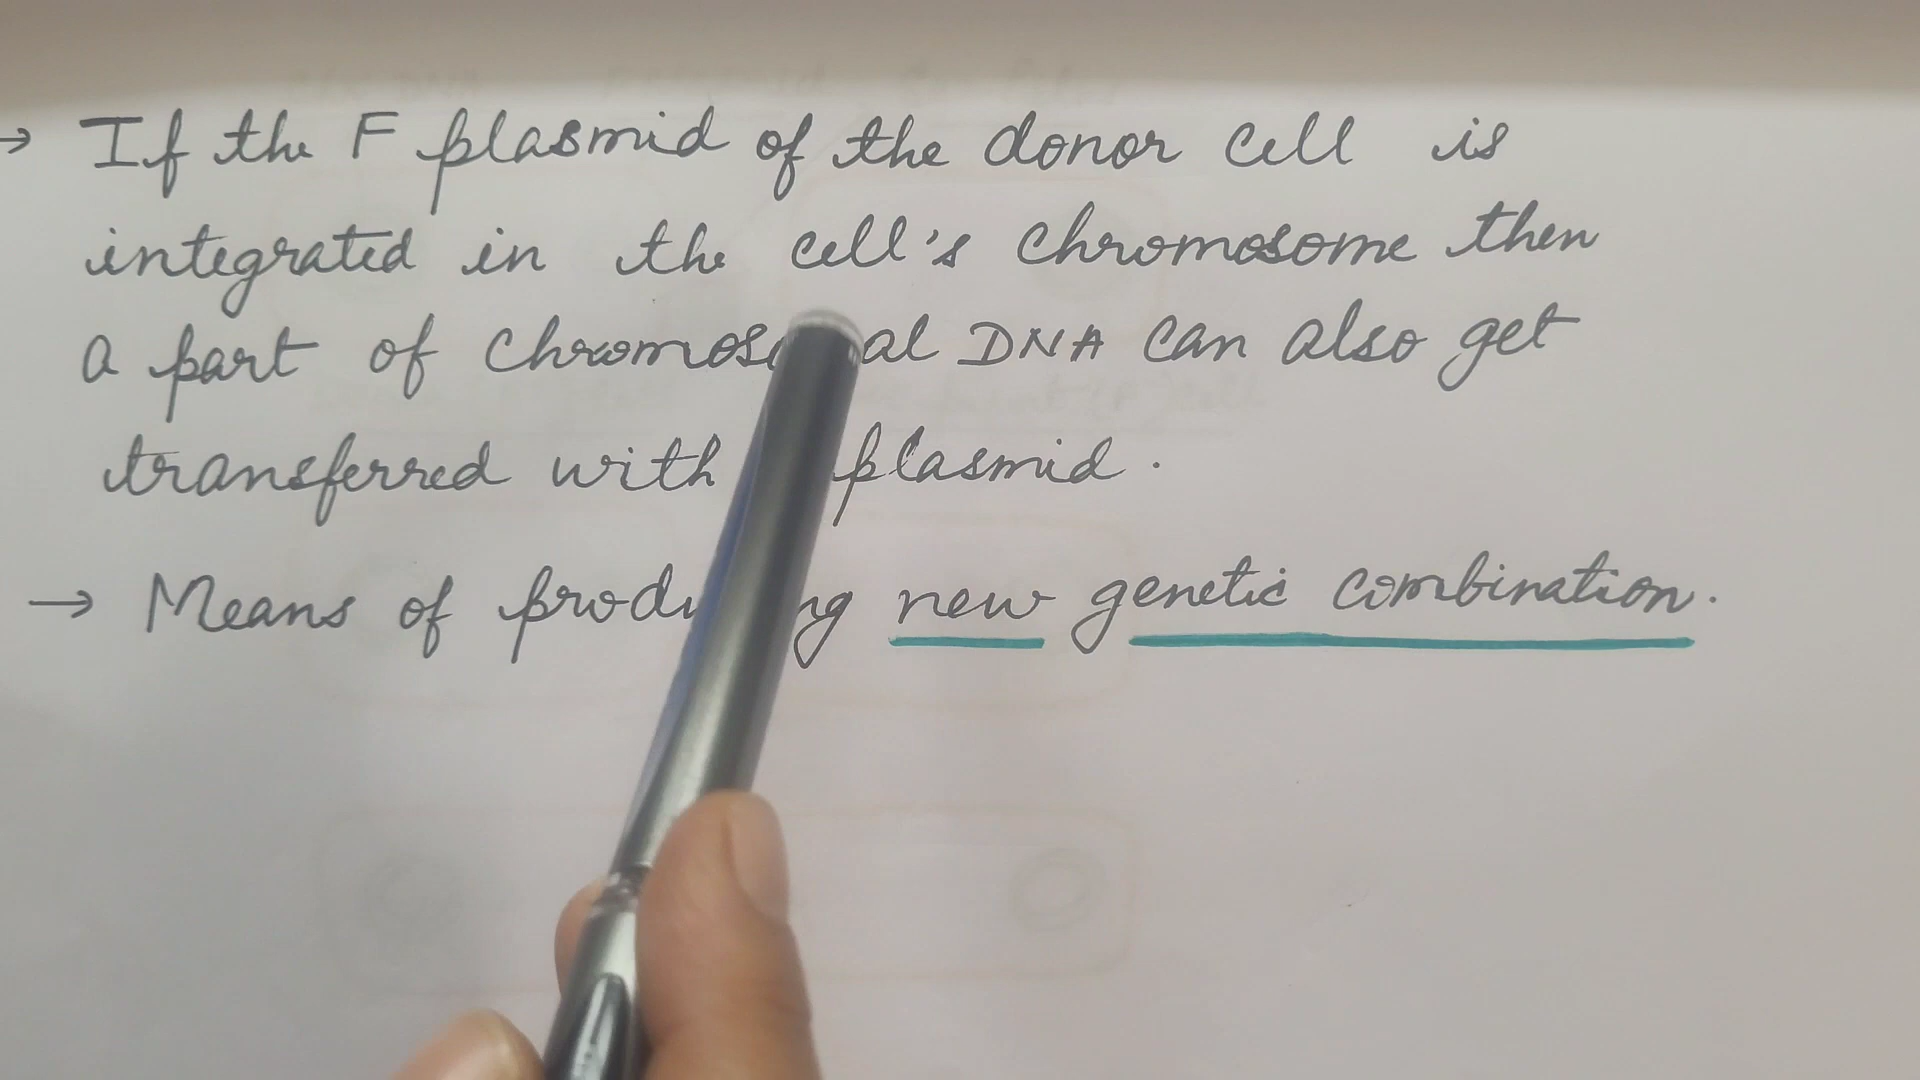 → If the F plasmid of the donor cell is
integrated in the cell's chromosome then
a part of DNA can also get
transferred with plasmid.
→ Means of new genetic combination.